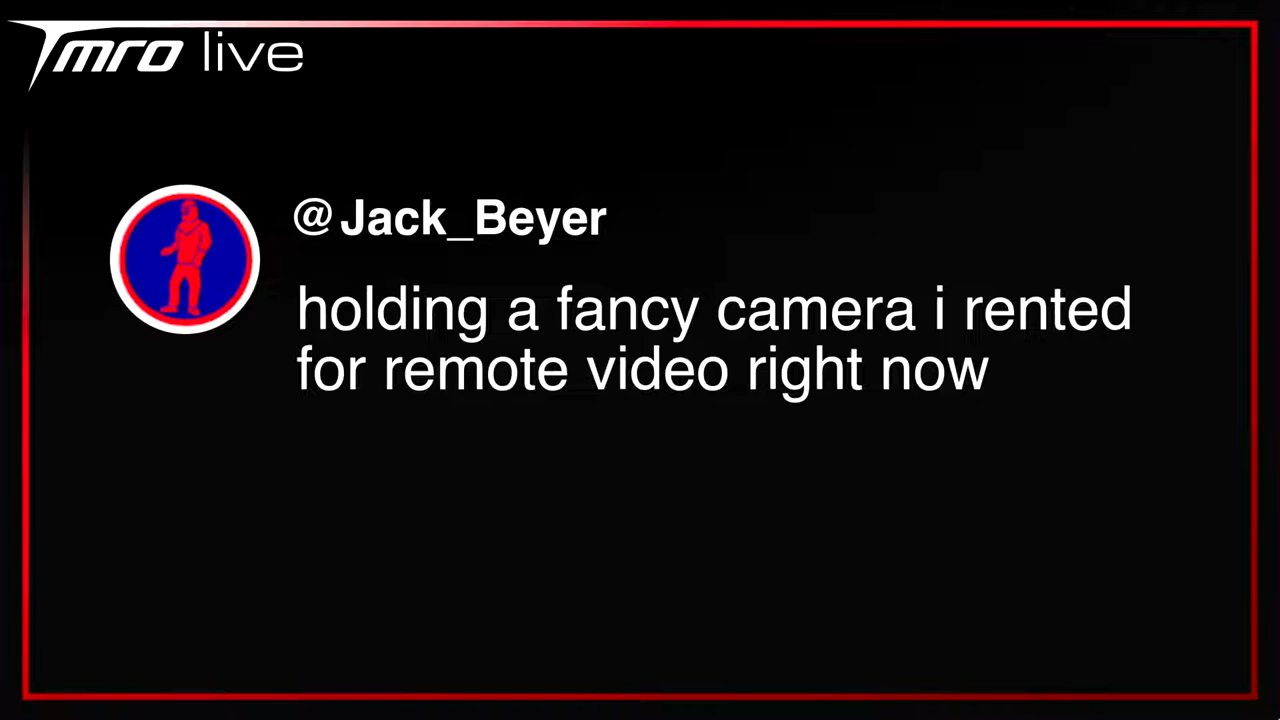 Tmro live
@Jack_Beyer
holding a fancy camera i rented
for remote video right now